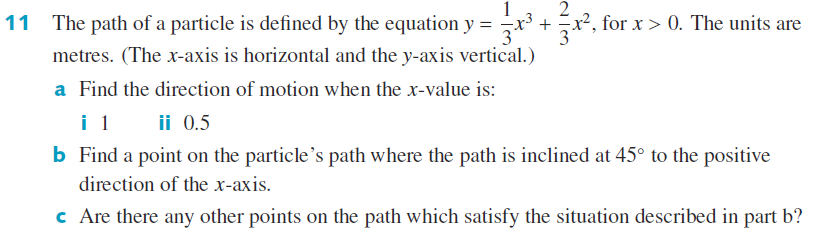 11 The path of a particle is defined by the equation y = 1/3 x³ + 2/3 x², for x > 0. The units are
metres. (The x-axis is horizontal and the y-axis vertical.)
a Find the direction of motion when the x-value is:
i 1 ii 0.5
b Find a point on the particle's path where the path is inclined at 45° to the positive
direction of the x-axis.
c Are there any other points on the path which satisfy the situation described in part b?